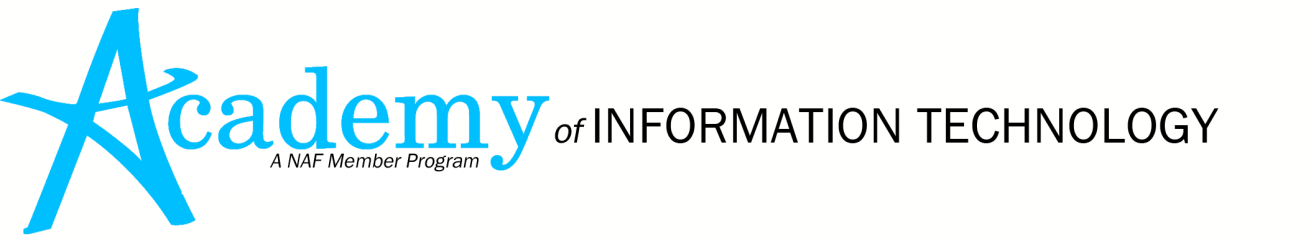 Academy of INFORMATION TECHNOLOGY
A NAF Member Program